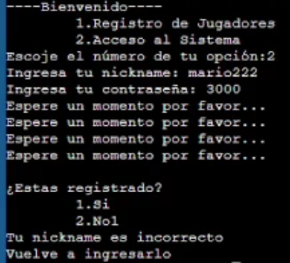 ----Bienvenido----
1.Registro de Jugadores
2.Acceso al Sistema
Escoje el número de tu opción:2
Ingresa tu nickname: mario222
Ingresa tu contraseña: 3000
Espere un momento por favor...
Espere un momento por favor...
Espere un momento por favor...
Espere un momento por favor...
¿Estas registrado?
1.Si
2.No1
Tu nickname es incorrecto
Vuelve a ingresarlo